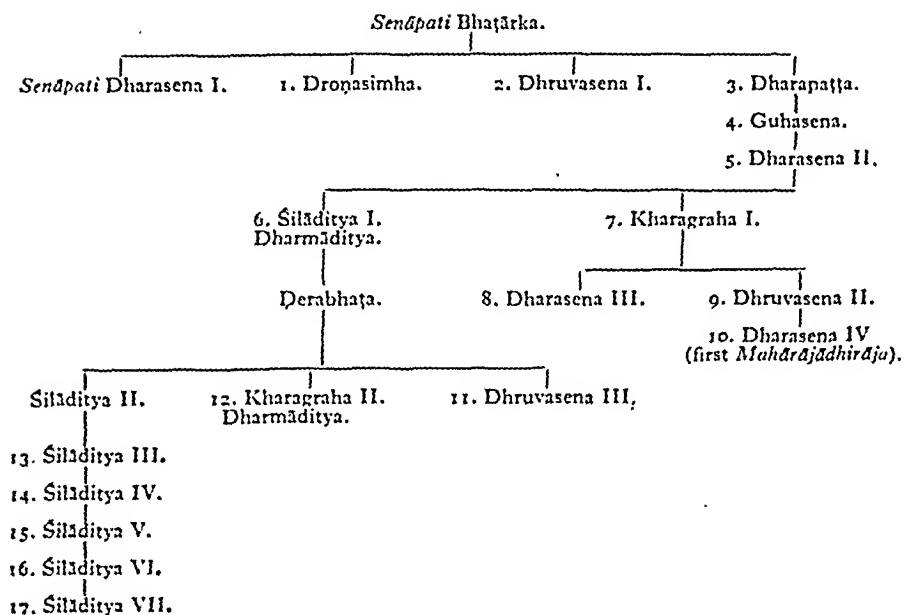 Senāpati Bhaṭārka.
Senāpati Dharasena I. 1. Droṇasimha. 2. Dhruvasena I. 3. Dharapaṭṭa.
4. Guhasena.
5. Dharasena II.
6. Śilāditya I. 7. Kharagraha I.
Dharmāditya.
Ḍerabhaṭa. 8. Dharasena III. 9. Dhruvasena II.
10. Dharasena IV
(first Mahārājādhirāja).
Śilāditya II. 12. Kharagraha II. 11. Dhruvasena III.
Dharmāditya.
13. Śilāditya III.
14. Śilāditya IV.
15. Śilāditya V.
16. Śilāditya VI.
17. Śilāditya VII.